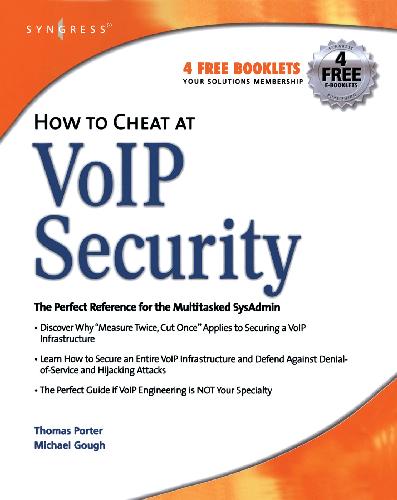 SYNGRESS
4 FREE BOOKLETS
YOUR SOLUTIONS MEMBERSHIP
4
FREE
E-BOOKLETS
HOW TO CHEAT AT
VoIP
Security
The Perfect Reference for the Multitasked SysAdmin
• Discover Why "Measure Twice, Cut Once" Applies to Securing a VoIP
Infrastructure
• Learn How to Secure an Entire VoIP Infrastructure and Defend Against Denial-
of-Service and Hijacking Attacks
• The Perfect Guide if VoIP Engineering is NOT Your Specialty
Thomas Porter
Michael Gough